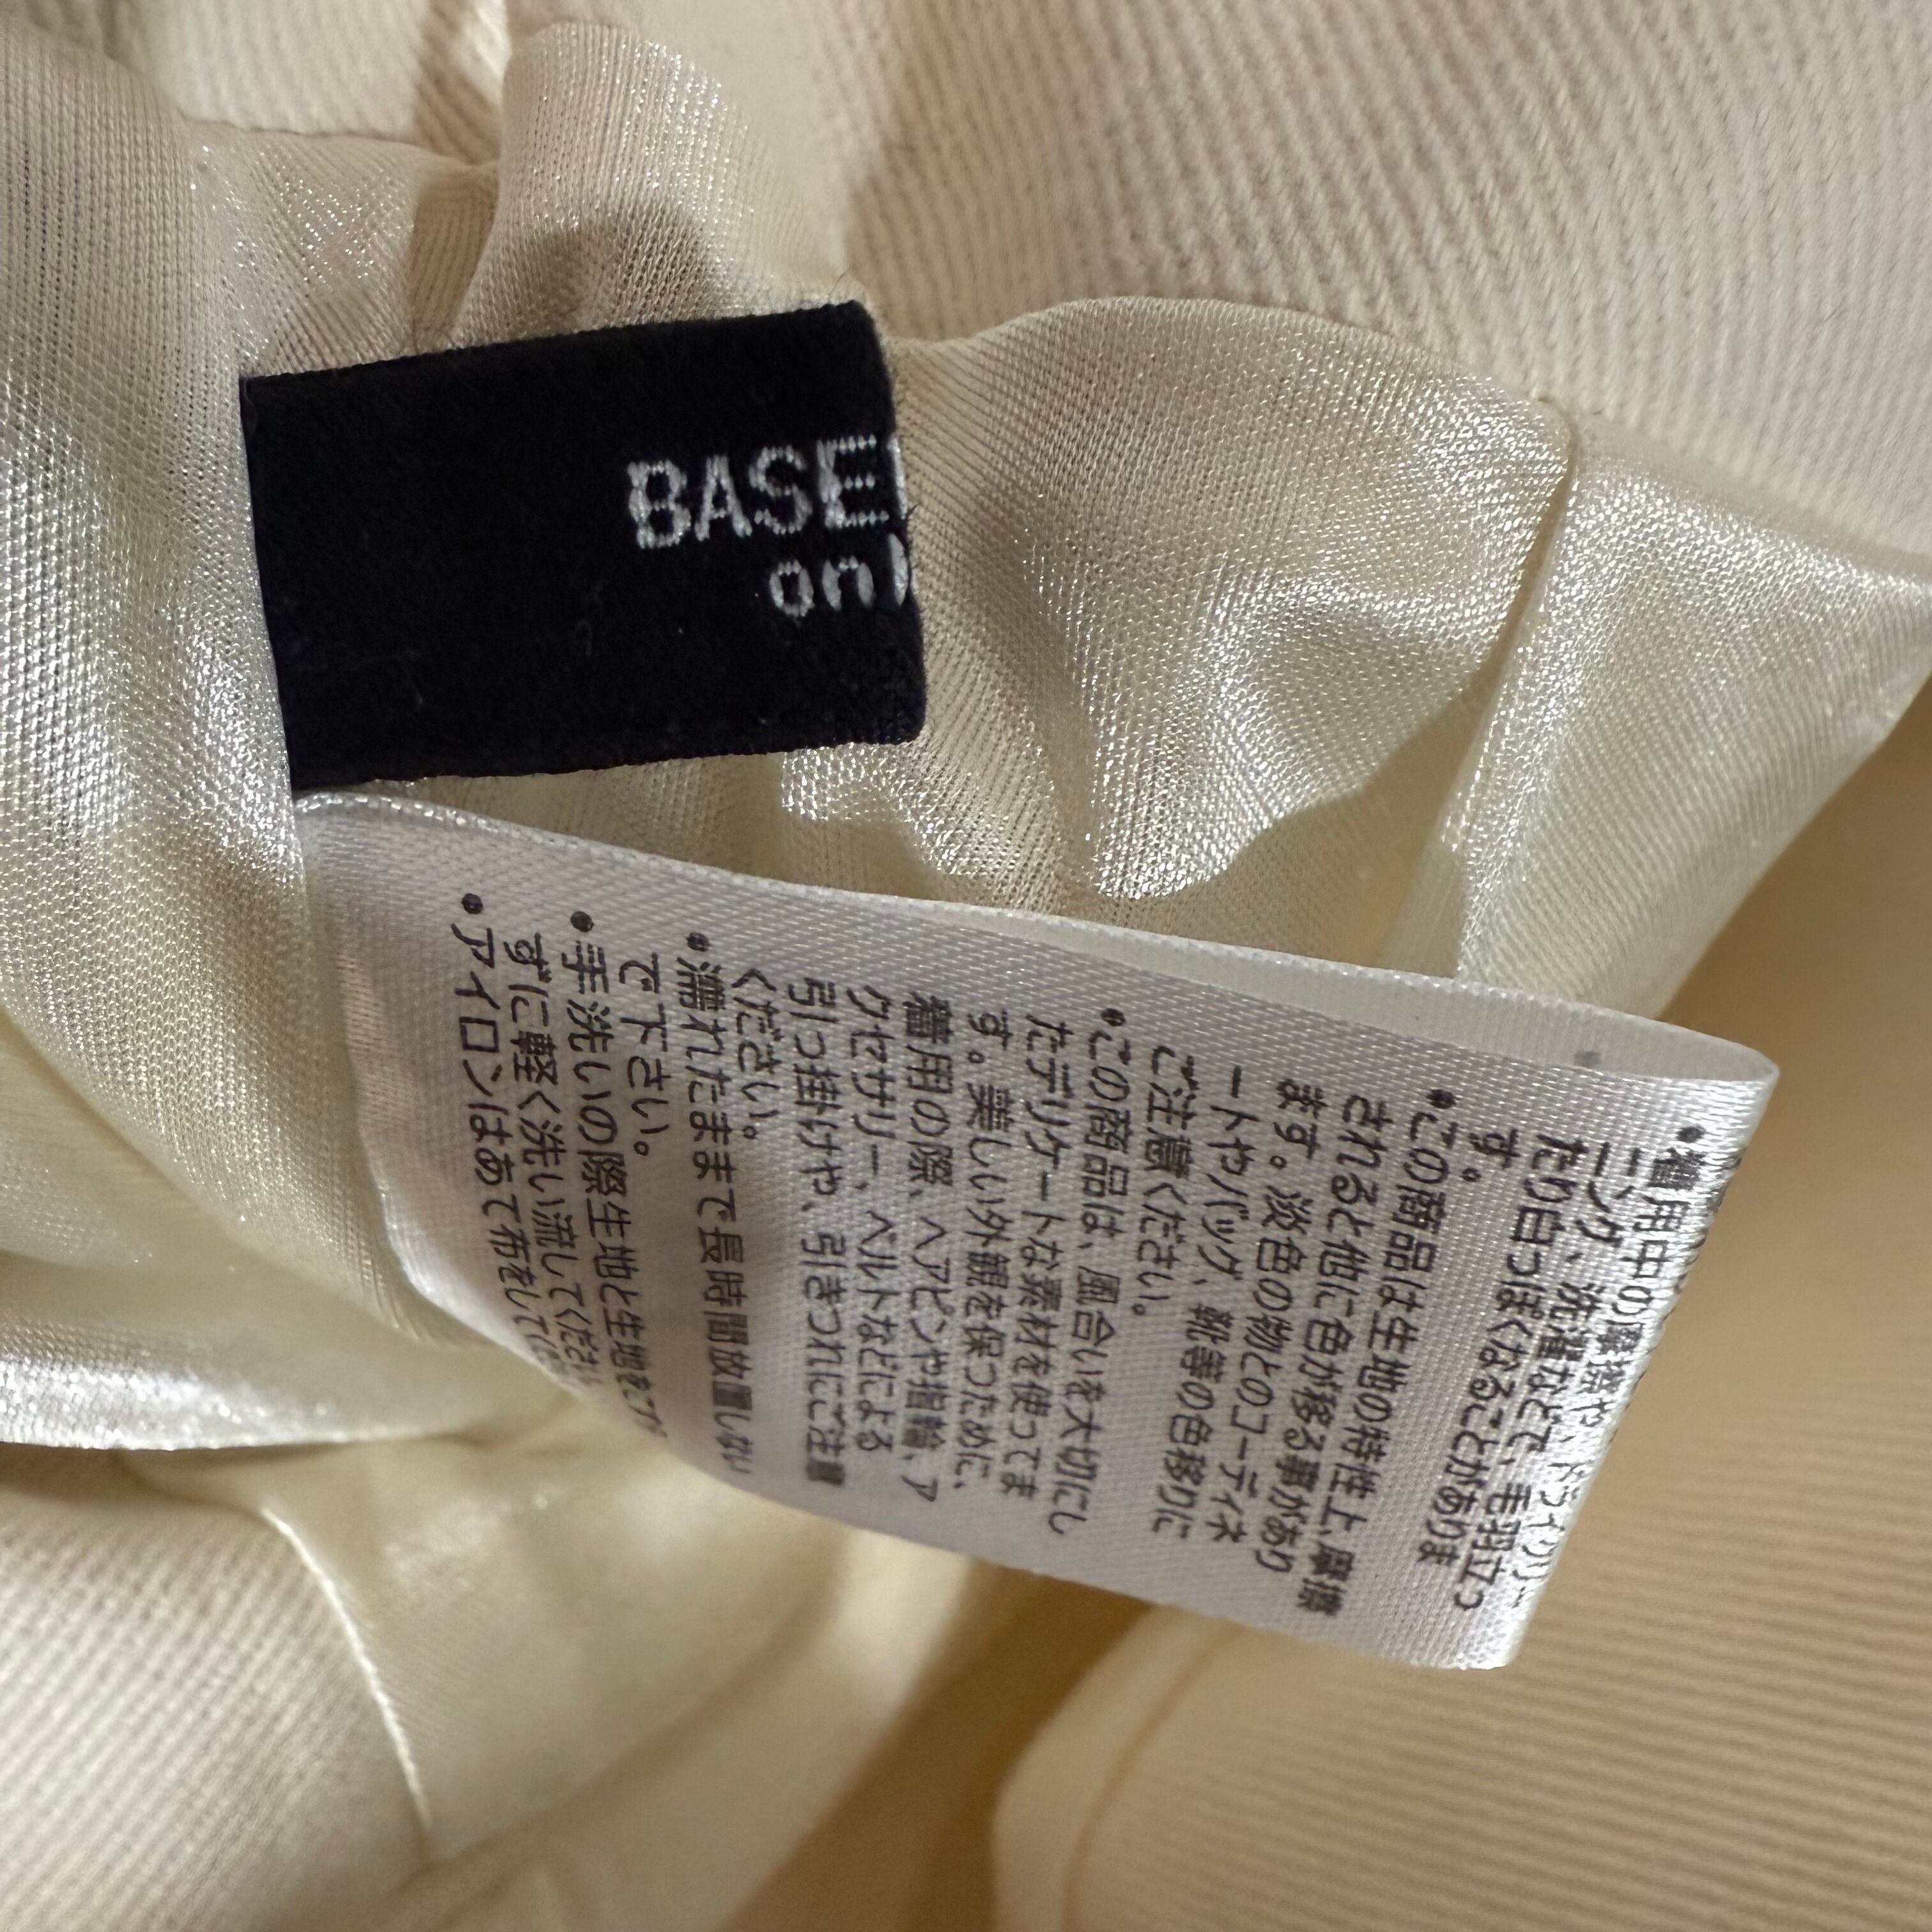 BASE
on
●着用中の摩擦や、ドライクリー
ニング、洗濯などで、毛羽立っ
たり白っぽくなることがありま
す。
●この商品は生地の特性上、摩擦
されると他に色が移る事があり
ます。淡色の物とのコーディネ
ートやバッグ、靴等の色移りに
ご注意ください。
●この商品は、風合いを大切にし
たデリケートな素材を使ってま
す。美しい外観を保つために、
着用の際、ヘアピンや指輪、ア
クセサリー、ベルトなどによる
引っ掛けや、引きつれにご注意
ください。
●濡れたままで長時間放置しない
で下さい。
●手洗いの際生地と生地を
ずに軽く洗い流してくださ
●アイロンはあて布をして